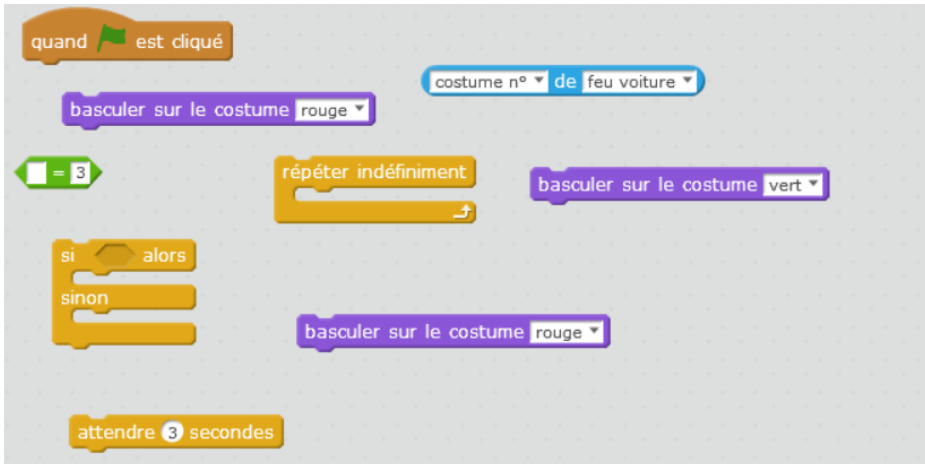 quand est cliqué
costume n° de feu voiture
basculer sur le costume rouge
= 3
répéter indéfiniment
basculer sur le costume vert
si alors
sinon
basculer sur le costume rouge
attendre 3 secondes